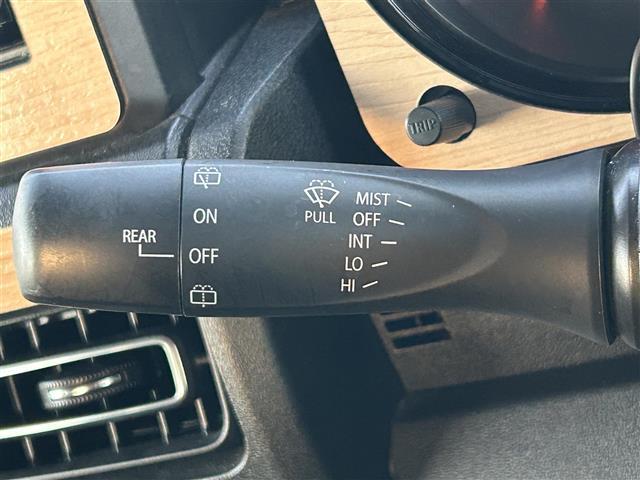 TRIP
MIST
PULL
OFF
INT
LO
HI
ON
REAR
OFF